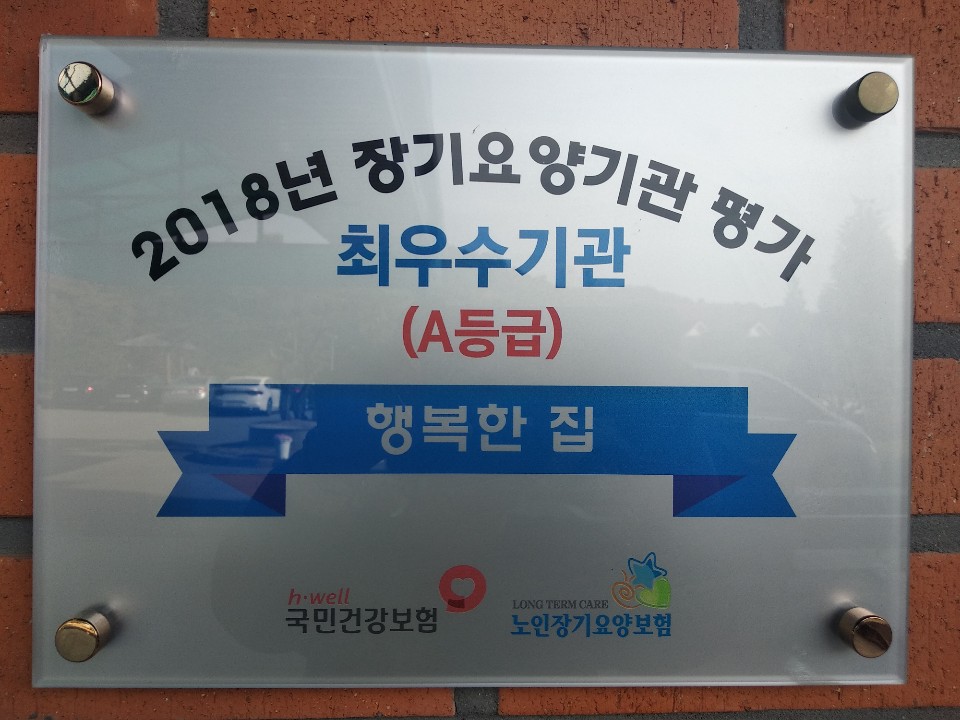 2018년 장기요양기관 평가
최우수기관
(A등급)
행복한 집
h·well
국민건강보험
LONG TERM CARE
노인장기요양보험